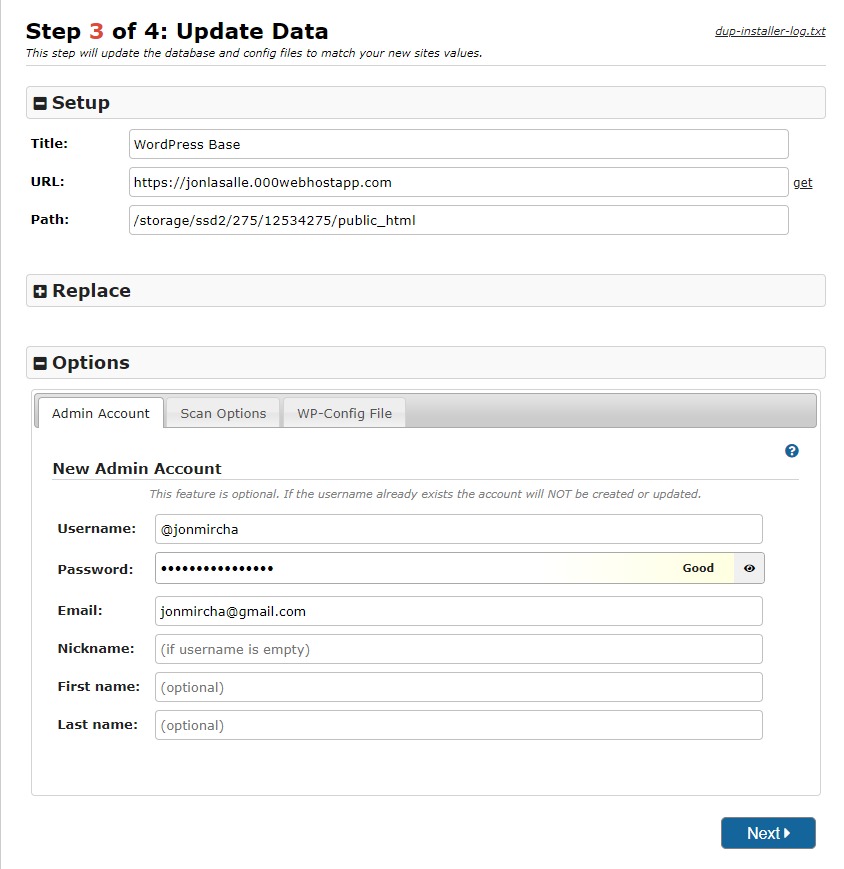 Step 3 of 4: Update Data
dup-installer-log.txt
This step will update the database and config files to match your new sites values.
Setup
Title: WordPress Base
URL: https://jonlasalle.000webhostapp.com get
Path: /storage/ssd2/275/12534275/public_html
Replace
Options
Admin Account Scan Options WP-Config File
New Admin Account
This feature is optional. If the username already exists the account will NOT be created or updated.
Username: @jonmircha
Password: •••••••••••••••• Good
Email: jonmircha@gmail.com
Nickname: (if username is empty)
First name: (optional)
Last name: (optional)
Next